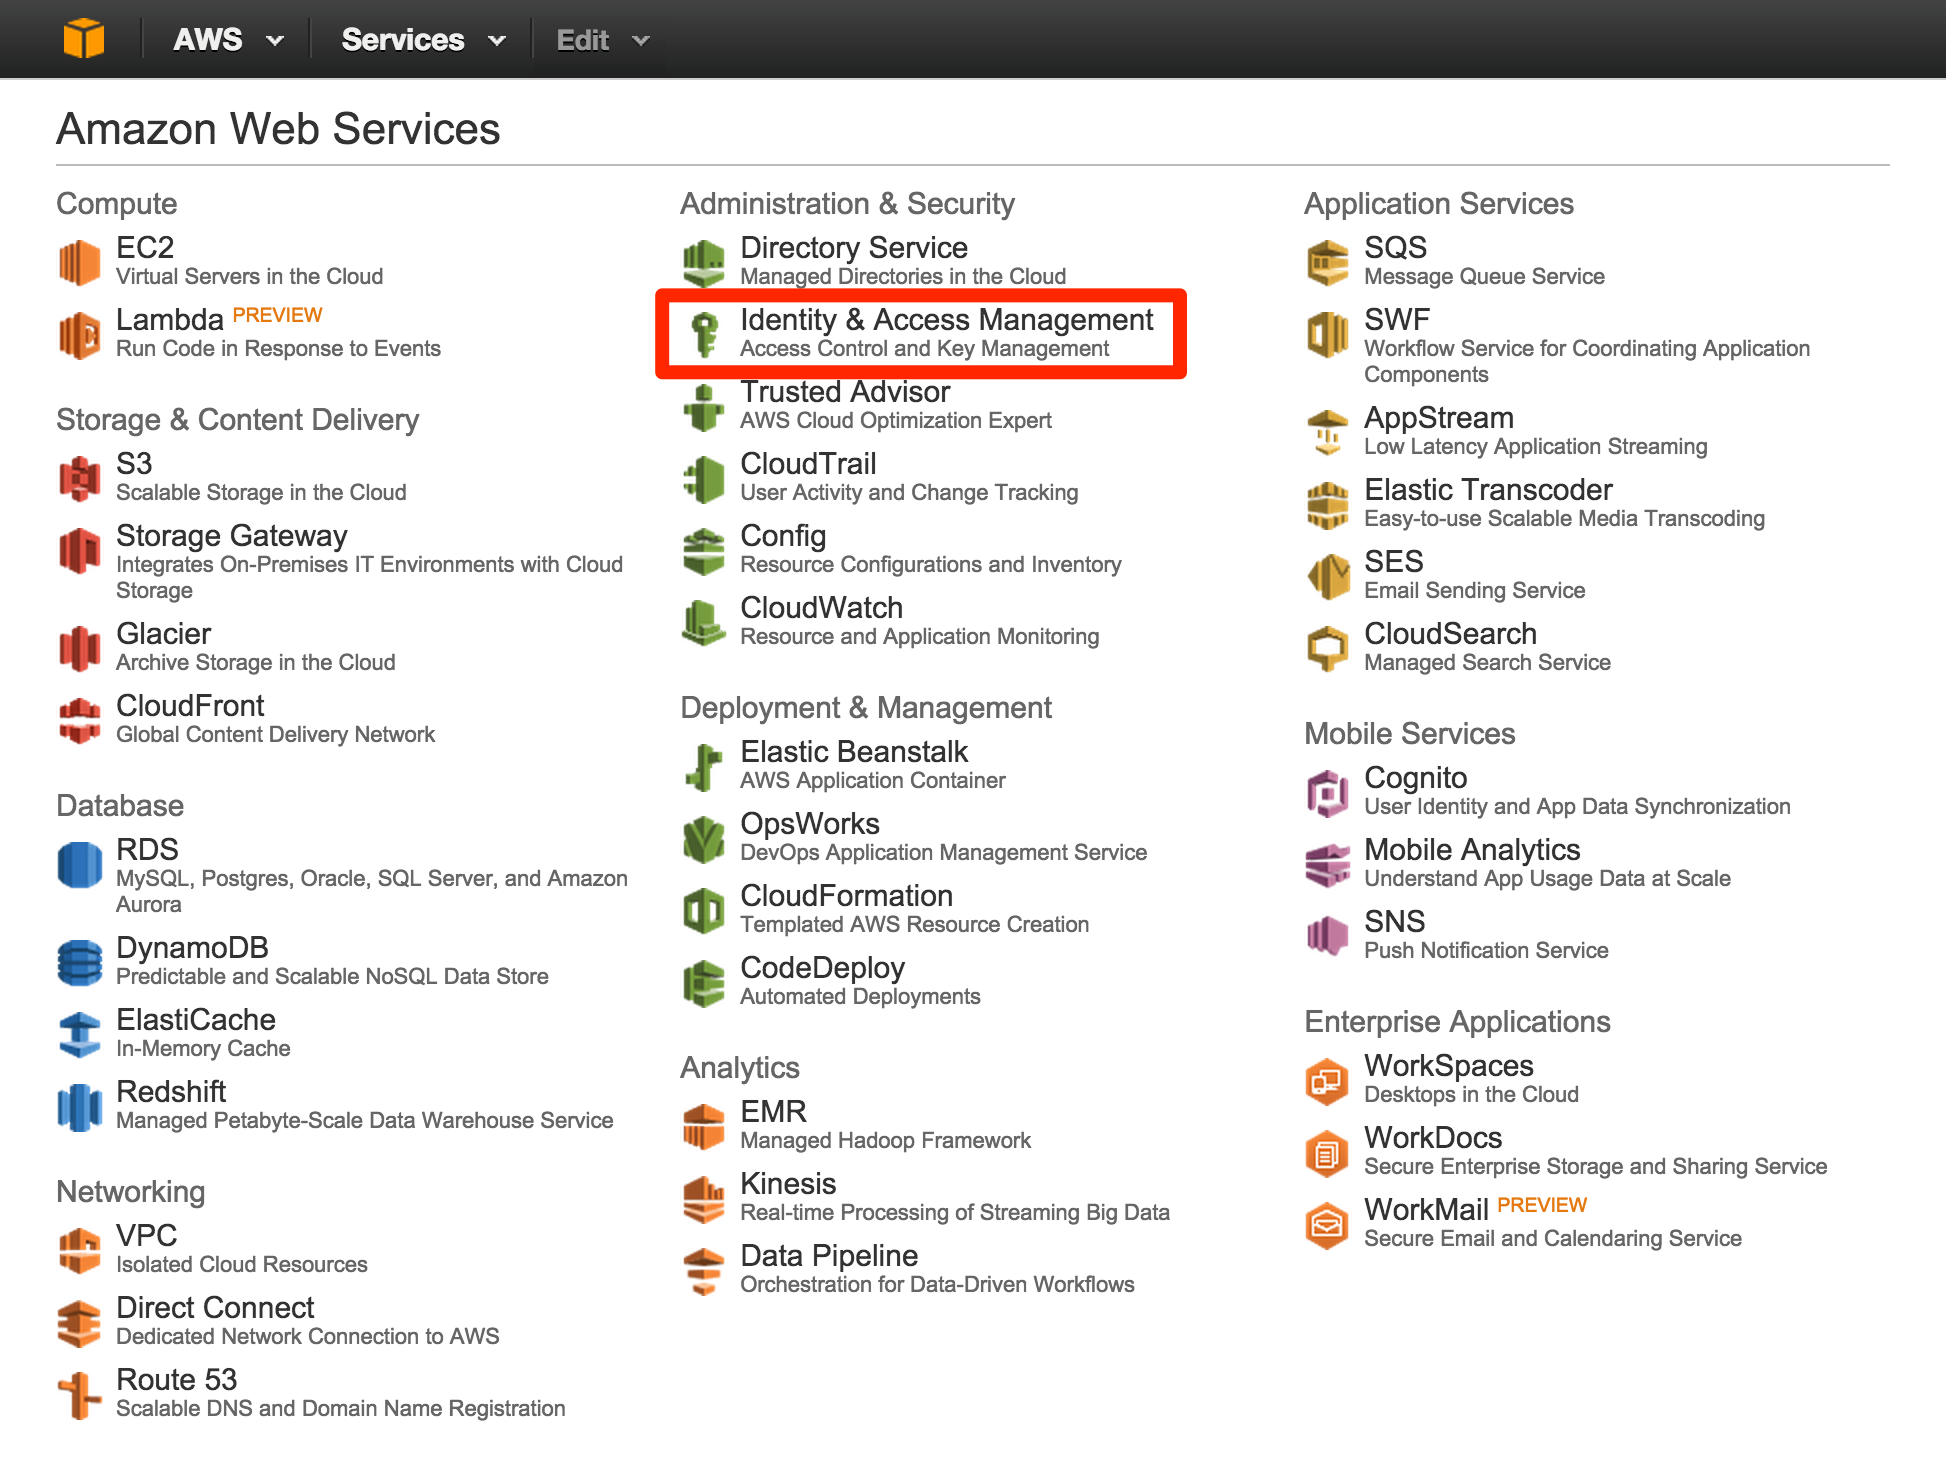 AWS
Services
Edit
Amazon Web Services
Compute
EC2
Virtual Servers in the Cloud
Lambda PREVIEW
Run Code in Response to Events
Storage & Content Delivery
S3
Scalable Storage in the Cloud
Storage Gateway
Integrates On-Premises IT Environments with Cloud
Storage
Glacier
Archive Storage in the Cloud
CloudFront
Global Content Delivery Network
Database
RDS
MySQL, Postgres, Oracle, SQL Server, and Amazon
Aurora
DynamoDB
Predictable and Scalable NoSQL Data Store
ElastiCache
In-Memory Cache
Redshift
Managed Petabyte-Scale Data Warehouse Service
Networking
VPC
Isolated Cloud Resources
Direct Connect
Dedicated Network Connection to AWS
Route 53
Scalable DNS and Domain Name Registration
Administration & Security
Directory Service
Managed Directories in the Cloud
Identity & Access Management
Access Control and Key Management
Trusted Advisor
AWS Cloud Optimization Expert
CloudTrail
User Activity and Change Tracking
Config
Resource Configurations and Inventory
CloudWatch
Resource and Application Monitoring
Deployment & Management
Elastic Beanstalk
AWS Application Container
OpsWorks
DevOps Application Management Service
CloudFormation
Templated AWS Resource Creation
CodeDeploy
Automated Deployments
Analytics
EMR
Managed Hadoop Framework
Kinesis
Real-time Processing of Streaming Big Data
Data Pipeline
Orchestration for Data-Driven Workflows
Application Services
SQS
Message Queue Service
SWF
Workflow Service for Coordinating Application
Components
AppStream
Low Latency Application Streaming
Elastic Transcoder
Easy-to-use Scalable Media Transcoding
SES
Email Sending Service
CloudSearch
Managed Search Service
Mobile Services
Cognito
User Identity and App Data Synchronization
Mobile Analytics
Understand App Usage Data at Scale
SNS
Push Notification Service
Enterprise Applications
WorkSpaces
Desktops in the Cloud
WorkDocs
Secure Enterprise Storage and Sharing Service
WorkMail PREVIEW
Secure Email and Calendaring Service